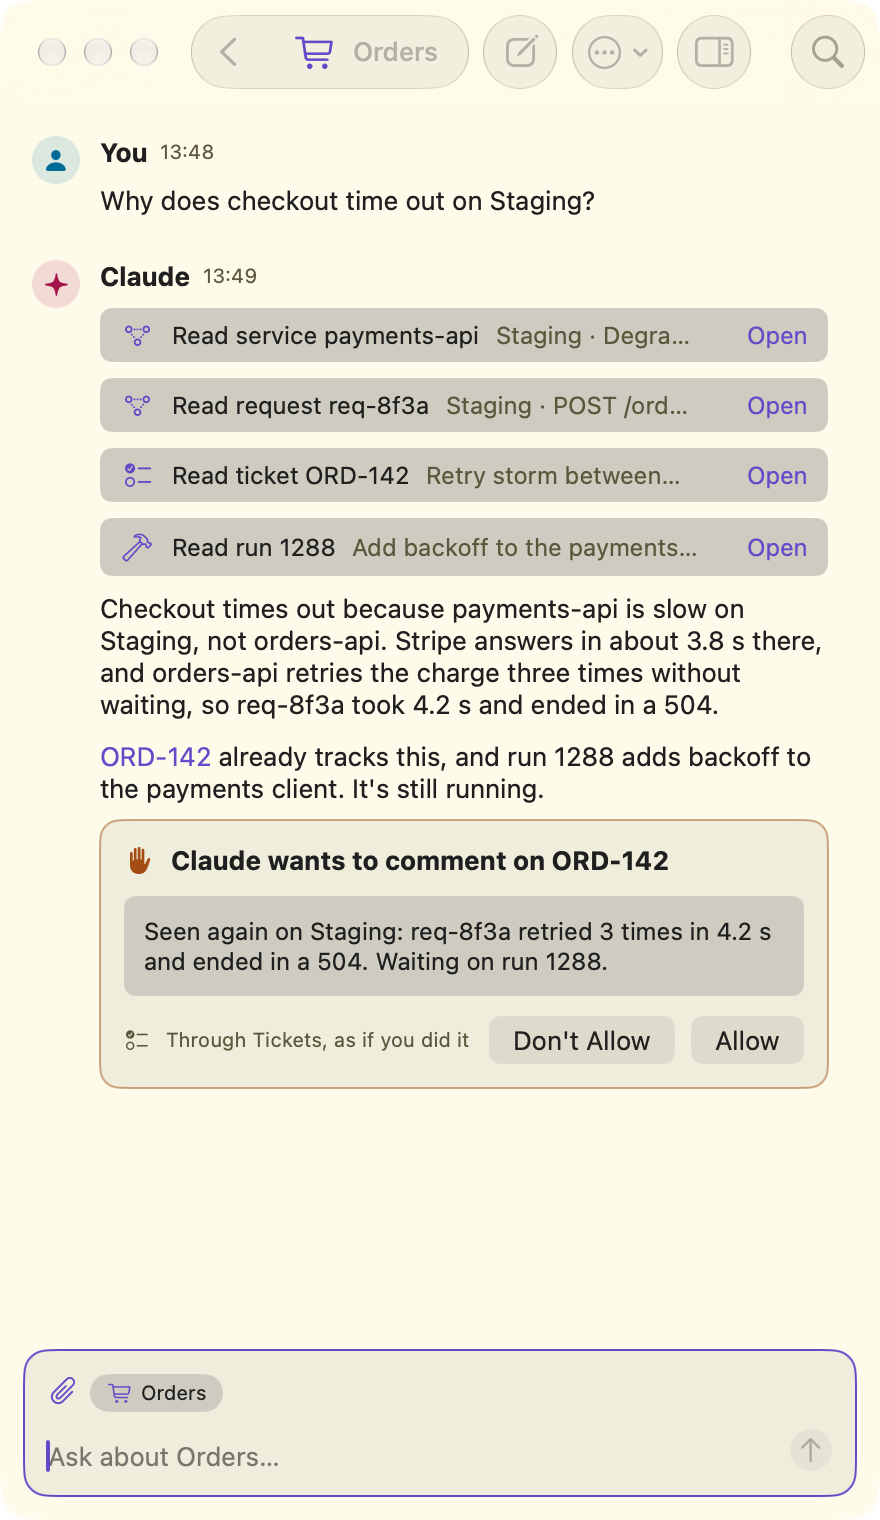 Orders
You 13:48
Why does checkout time out on Staging?
Claude 13:49
Read service payments-api Staging · Degra... Open
Read request req-8f3a Staging · POST /ord... Open
Read ticket ORD-142 Retry storm between... Open
Read run 1288 Add backoff to the payments... Open
Checkout times out because payments-api is slow on
Staging, not orders-api. Stripe answers in about 3.8 s there,
and orders-api retries the charge three times without
waiting, so req-8f3a took 4.2 s and ended in a 504.
ORD-142 already tracks this, and run 1288 adds backoff to
the payments client. It's still running.
Claude wants to comment on ORD-142
Seen again on Staging: req-8f3a retried 3 times in 4.2 s
and ended in a 504. Waiting on run 1288.
Through Tickets, as if you did it Don't Allow Allow
Orders
Ask about Orders...